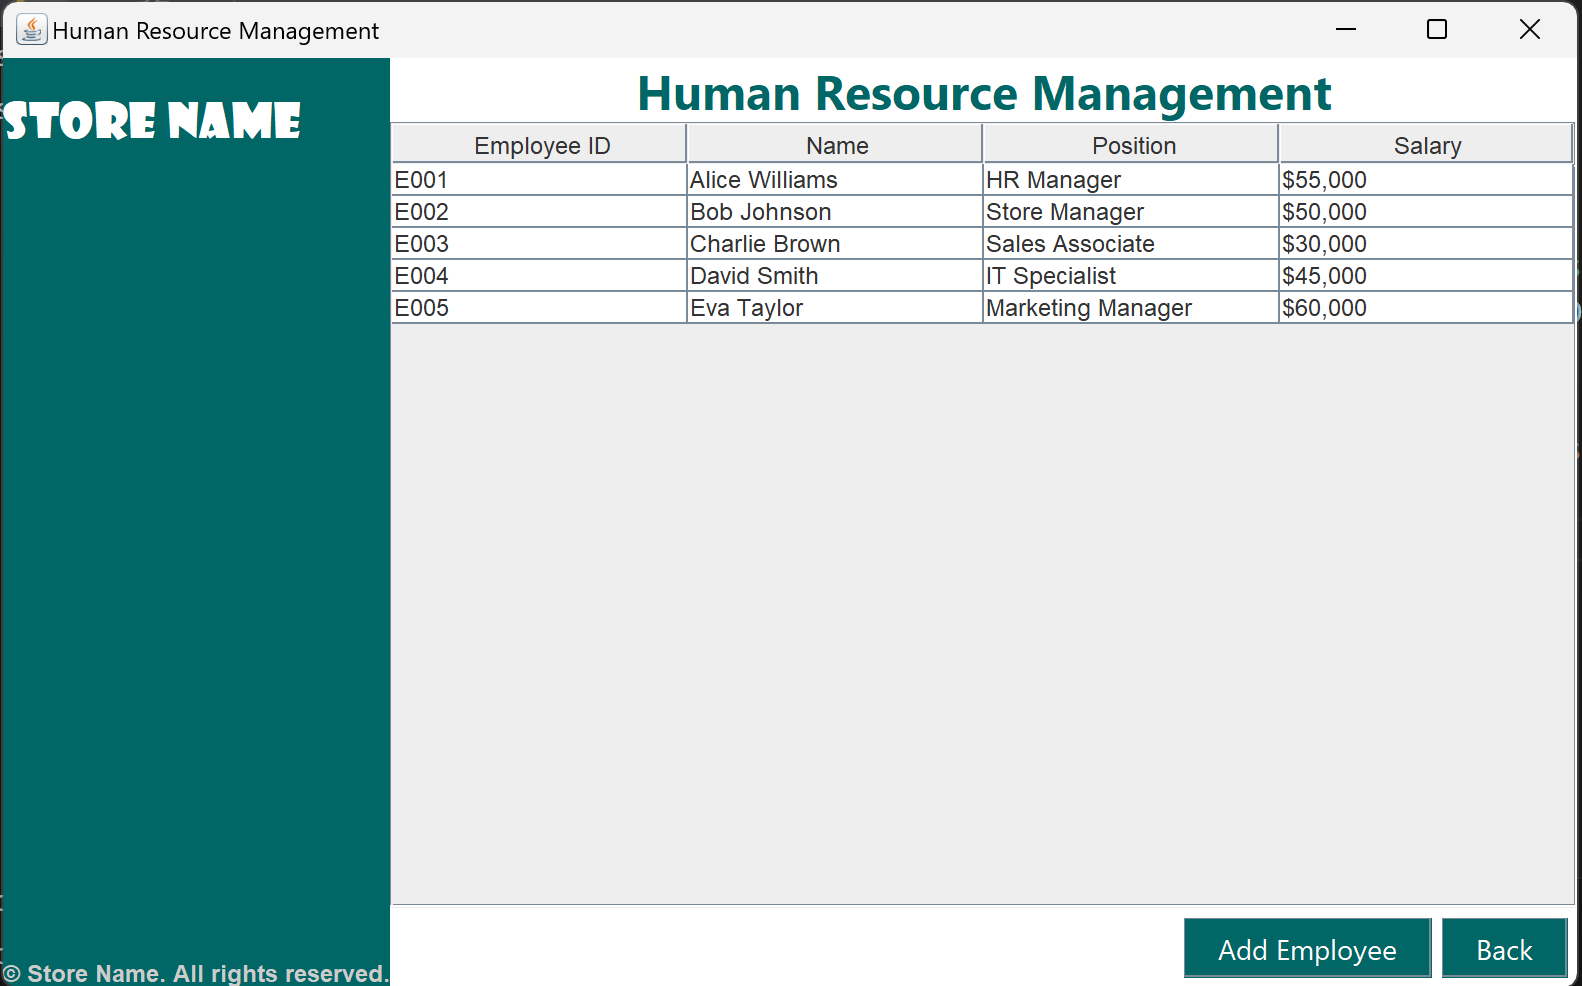 Human Resource Management
STORE NAME
Human Resource Management
Employee ID Name Position Salary
E001 Alice Williams HR Manager $55,000
E002 Bob Johnson Store Manager $50,000
E003 Charlie Brown Sales Associate $30,000
E004 David Smith IT Specialist $45,000
E005 Eva Taylor Marketing Manager $60,000
Add Employee Back
© Store Name. All rights reserved.